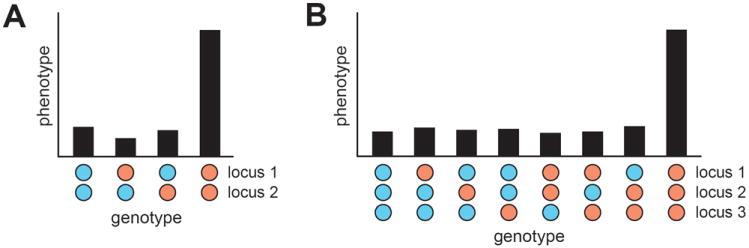 A
phenotype
locus 1
locus 2
genotype
B
phenotype
locus 1
locus 2
locus 3
genotype